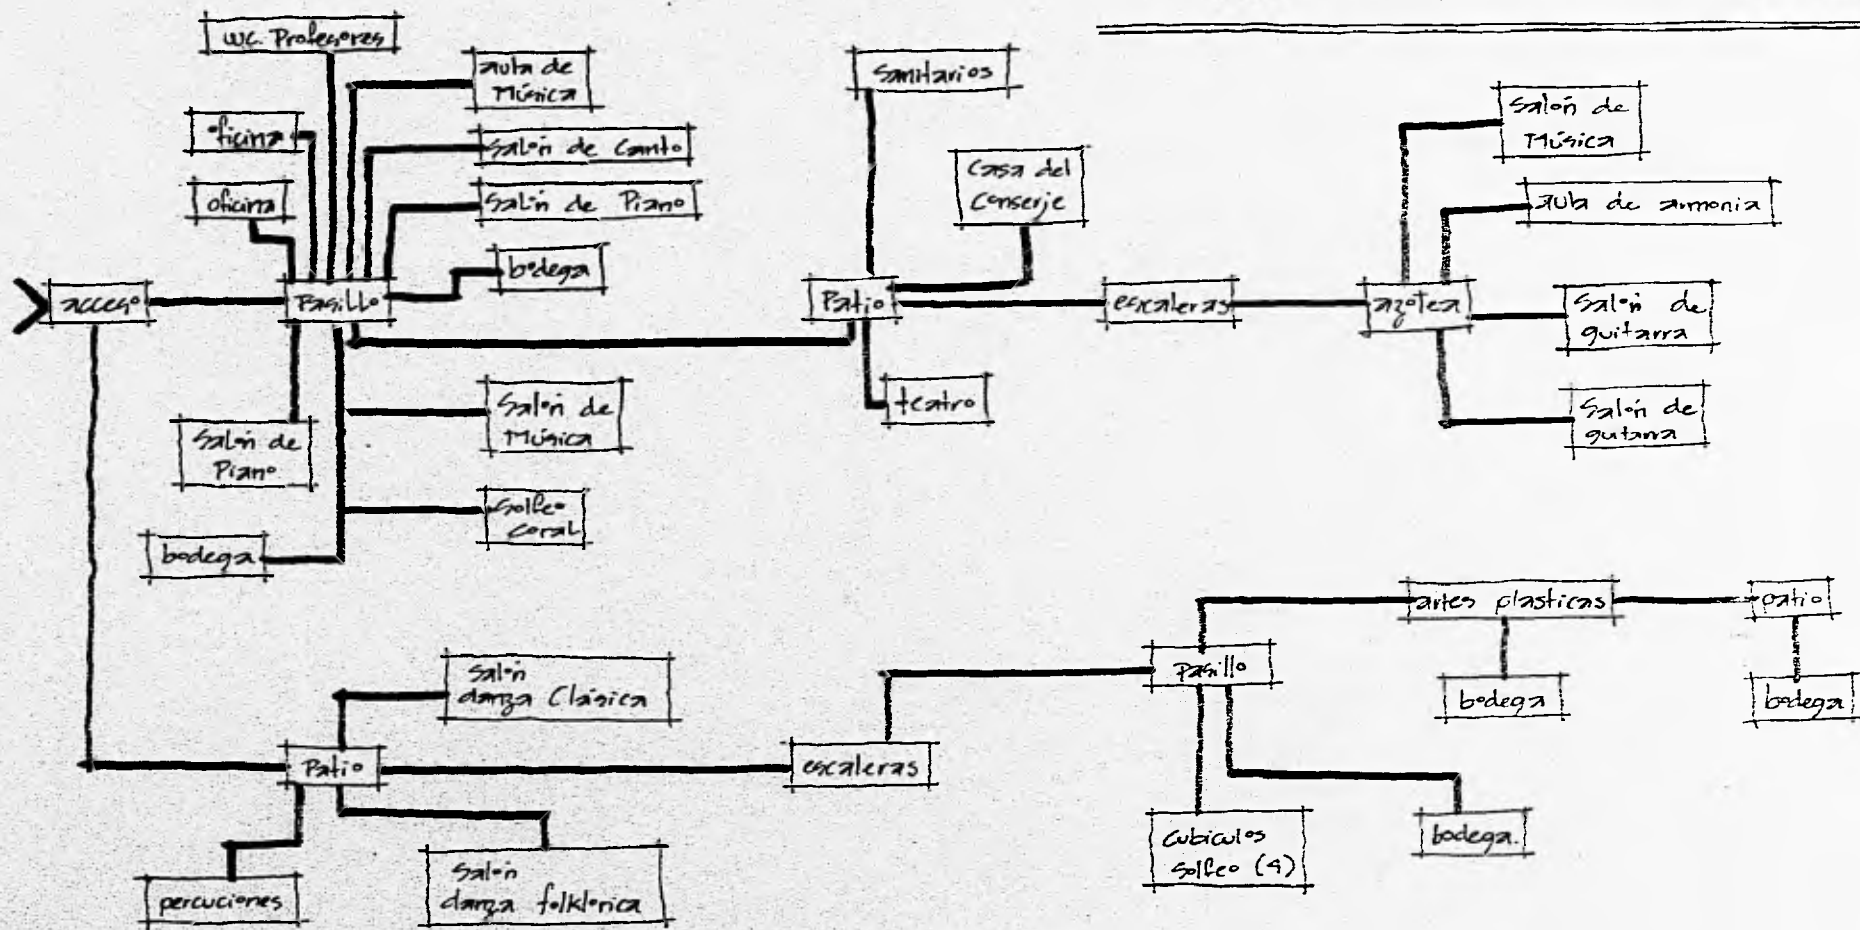 w.c. Profesores
aula de
Música
oficina
salón de Canto
oficina
Salón de Piano
bodega
acceso
Pasillo
Salón de
Piano
Salón de
Música
Solfeo
coral
bodega
Sanitarios
Casa del
Conserje
Patio
escaleras
azotea
teatro
Salón de
Música
aula de armonia
Salón de
guitarra
Salón de
guitarra
Salón
danza Clásica
Patio
percuciones
Salón
danza folklorica
escaleras
Pasillo
artes plasticas
patio
bodega
bodega
cubiculos
solfeo (4)
bodega.